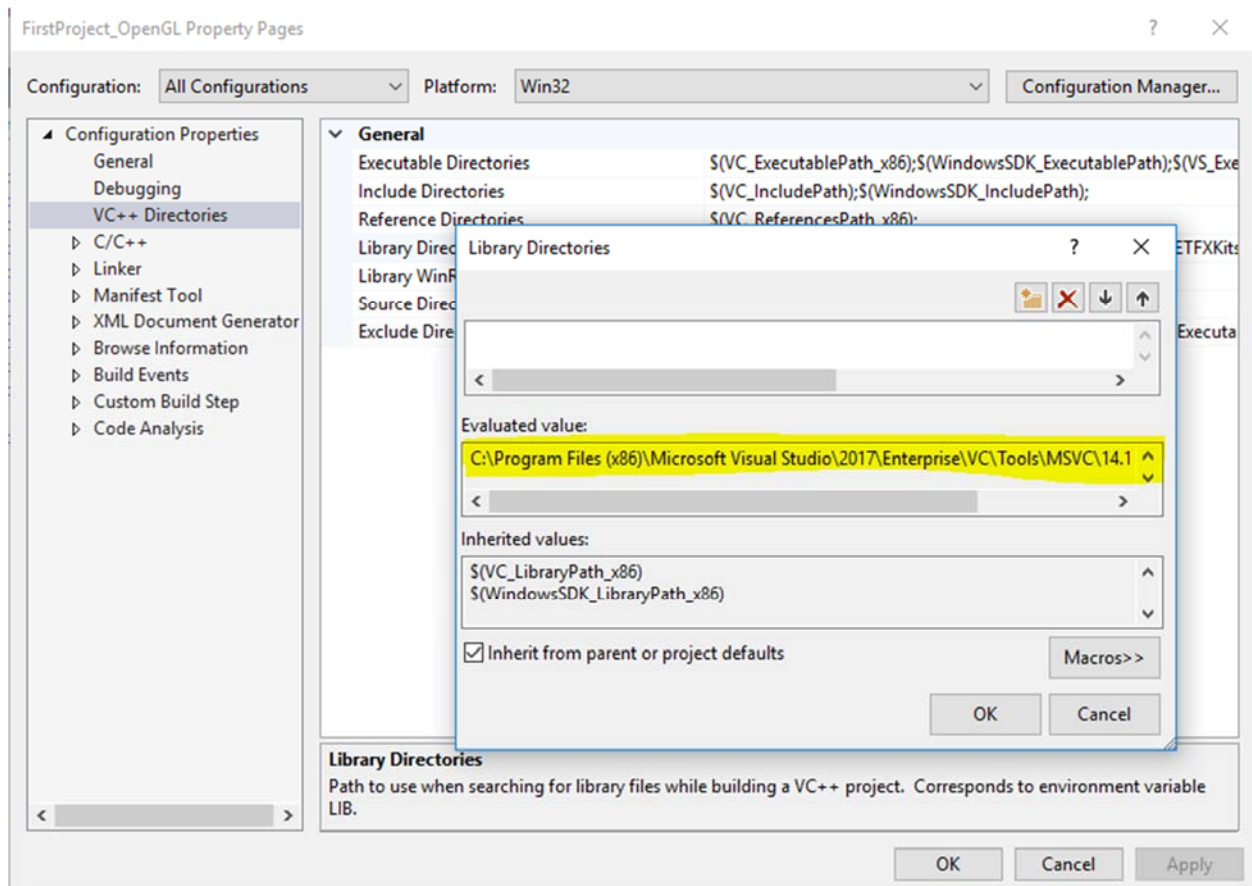 FirstProject_OpenGL Property Pages
Configuration: All Configurations Platform: Win32 Configuration Manager...
Configuration Properties
General
Debugging
VC++ Directories
C/C++
Linker
Manifest Tool
XML Document Generator
Browse Information
Build Events
Custom Build Step
Code Analysis
General
Executable Directories $(VC_ExecutablePath_x86);$(WindowsSDK_ExecutablePath);$(VS_Exe
Include Directories $(VC_IncludePath);$(WindowsSDK_IncludePath);
Reference Directories $(VC_ReferencesPath_x86);
Library Direc ETFXKits
Library WinR
Source Direc
Exclude Dire Executa
Library Directories
Evaluated value:
C:\Program Files (x86)\Microsoft Visual Studio\2017\Enterprise\VC\Tools\MSVC\14.1
Inherited values:
$(VC_LibraryPath_x86)
$(WindowsSDK_LibraryPath_x86)
Inherit from parent or project defaults
Macros>>
OK Cancel
Library Directories
Path to use when searching for library files while building a VC++ project. Corresponds to environment variable
LIB.
OK Cancel Apply